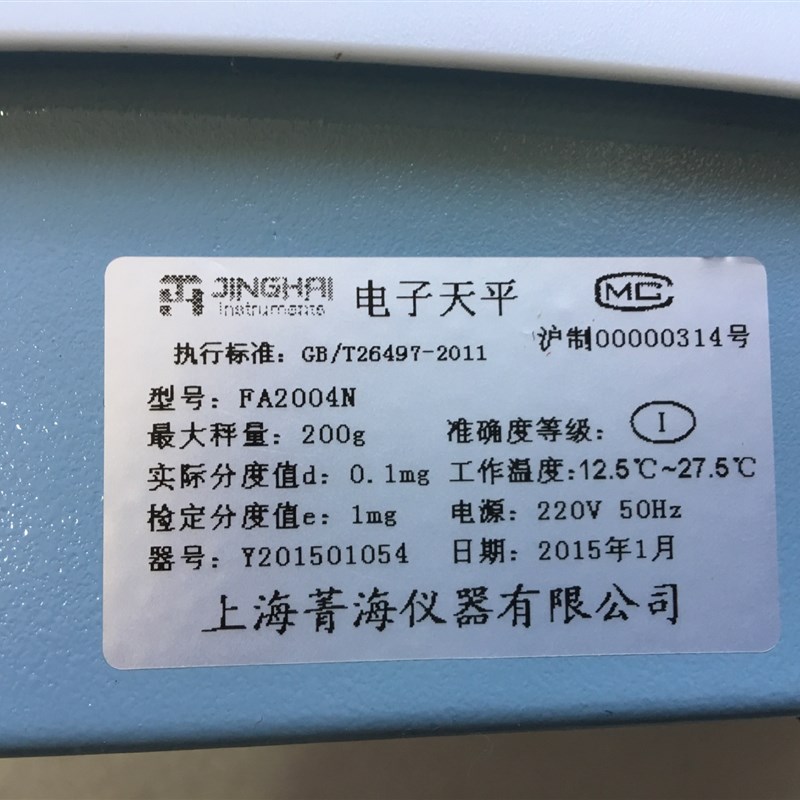 JINGHAI Instruments 电子天平 MC
执行标准：GB/T26497-2011 沪制00000314号
型号：FA2004N
最大秤量：200g 准确度等级：I
实际分度值d：0.1mg 工作温度：12.5℃~27.5℃
检定分度值e：1mg 电源：220V 50Hz
器号：Y201501054 日期：2015年1月
上海菁海仪器有限公司